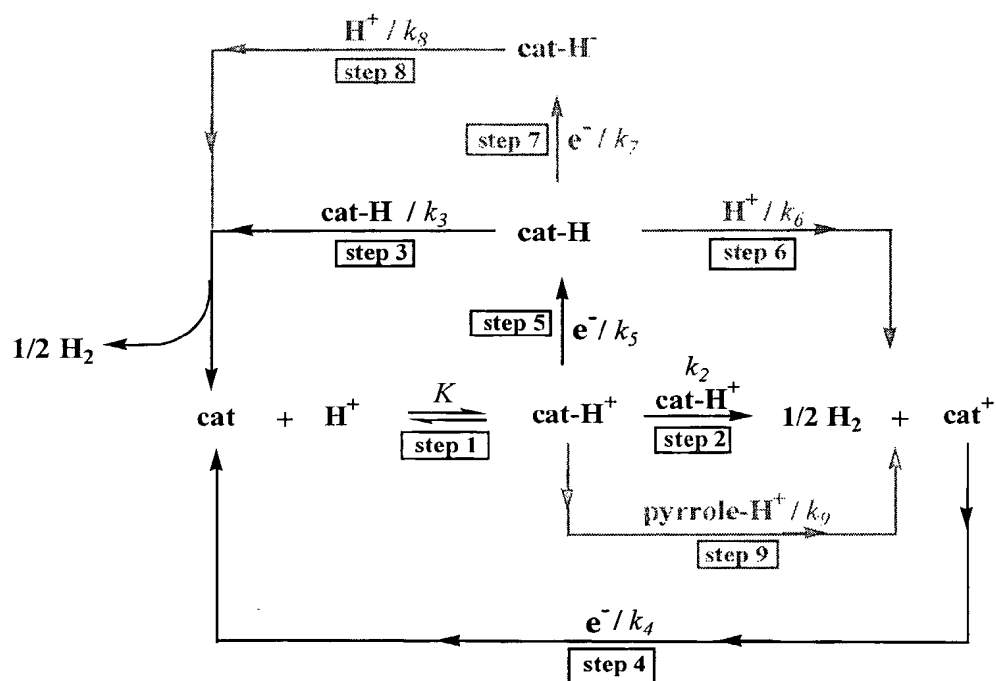 H⁺ / k₈
cat-H⁻
step 8
step 7
e⁻ / k₇
cat-H / k₃
cat-H
H⁺ / k₆
step 3
step 6
step 5
e⁻ / k₅
1/2 H₂
k₂
K
cat-H⁺
cat + H⁺
cat-H⁺
1/2 H₂ + cat⁺
step 1
step 2
pyrrole-H⁺ / k₉
step 9
e⁻ / k₄
step 4